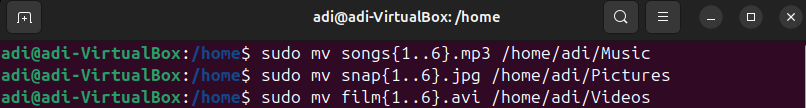 adi@adi-VirtualBox: /home
adi@adi-VirtualBox:/home$ sudo mv songs{1..6}.mp3 /home/adi/Music
adi@adi-VirtualBox:/home$ sudo mv snap{1..6}.jpg /home/adi/Pictures
adi@adi-VirtualBox:/home$ sudo mv film{1..6}.avi /home/adi/Videos